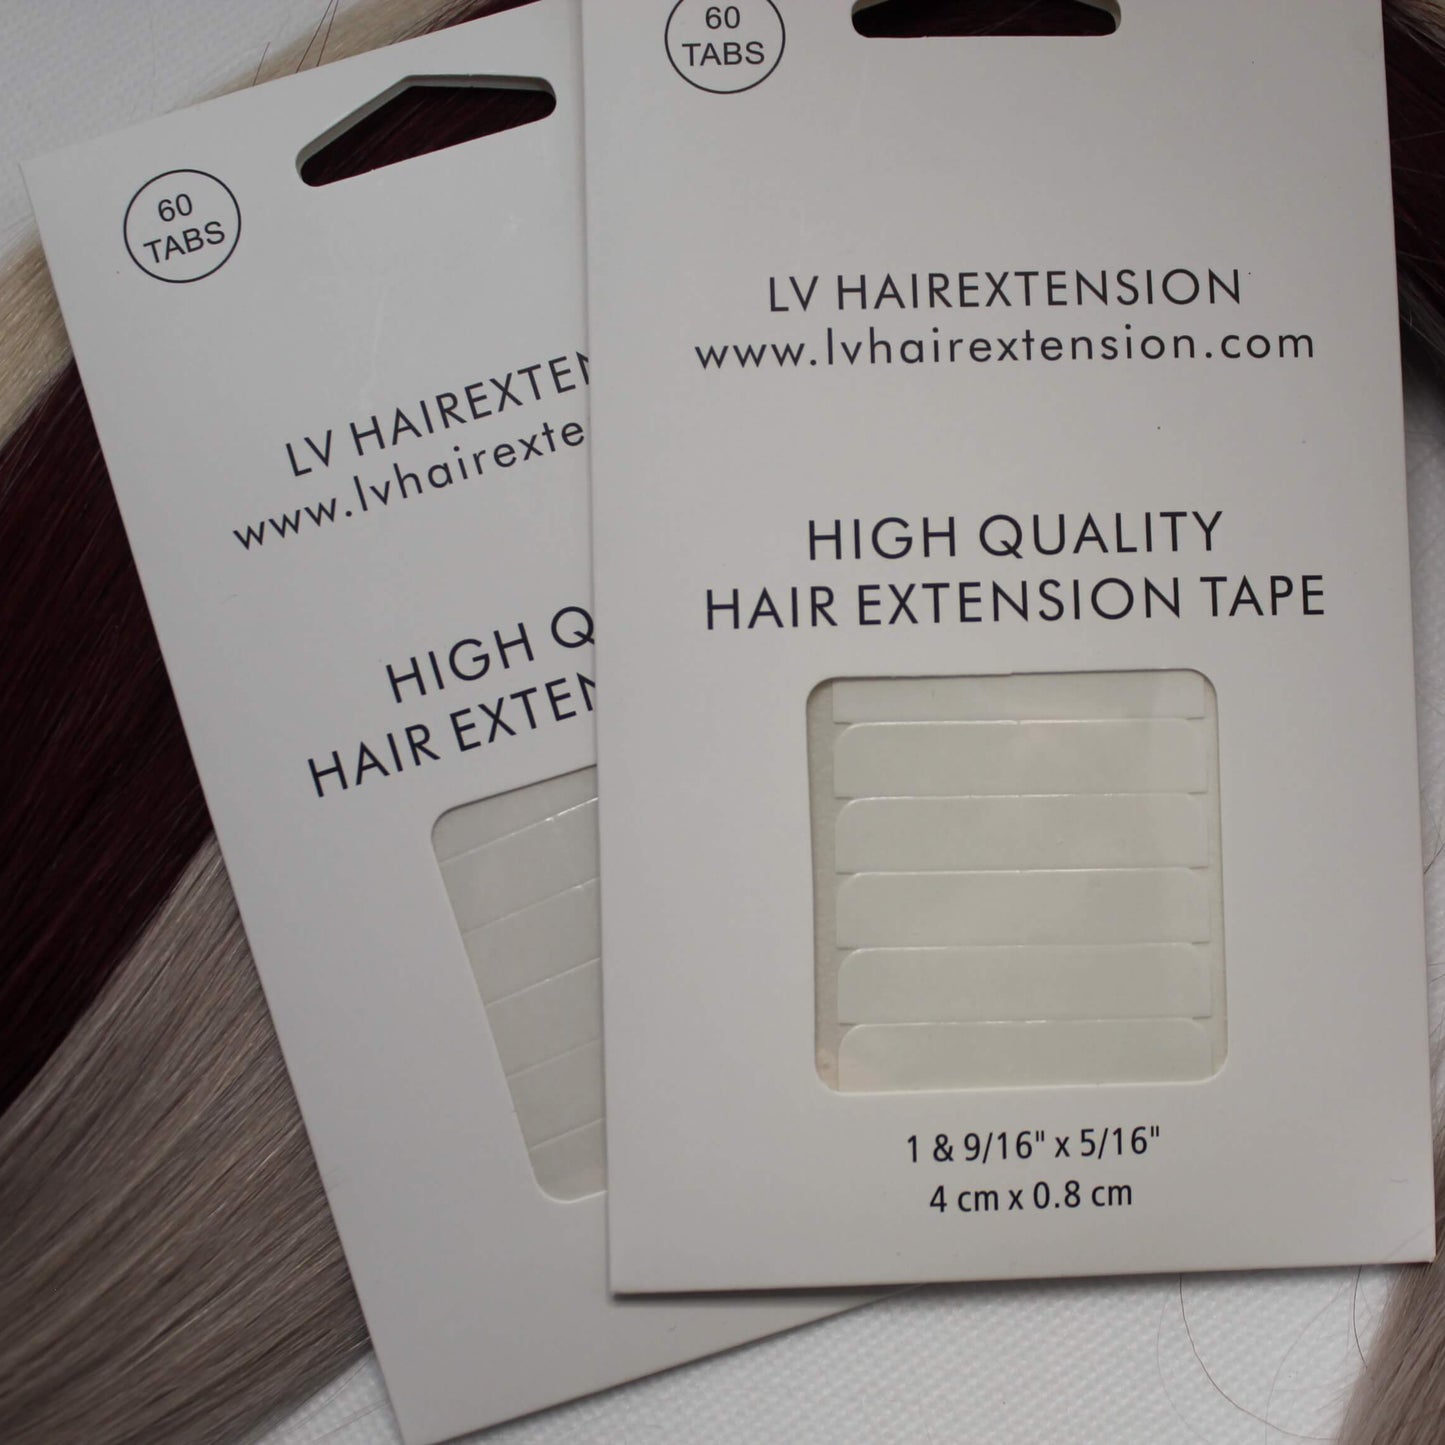 60
TABS
LV HAIREXTEN
www.lvhairexte
HIGH Q
HAIR EXTEN
60
TABS
LV HAIREXTENSION
www.lvhairextension.com
HIGH QUALITY
HAIR EXTENSION TAPE
1 & 9/16" x 5/16"
4 cm x 0.8 cm